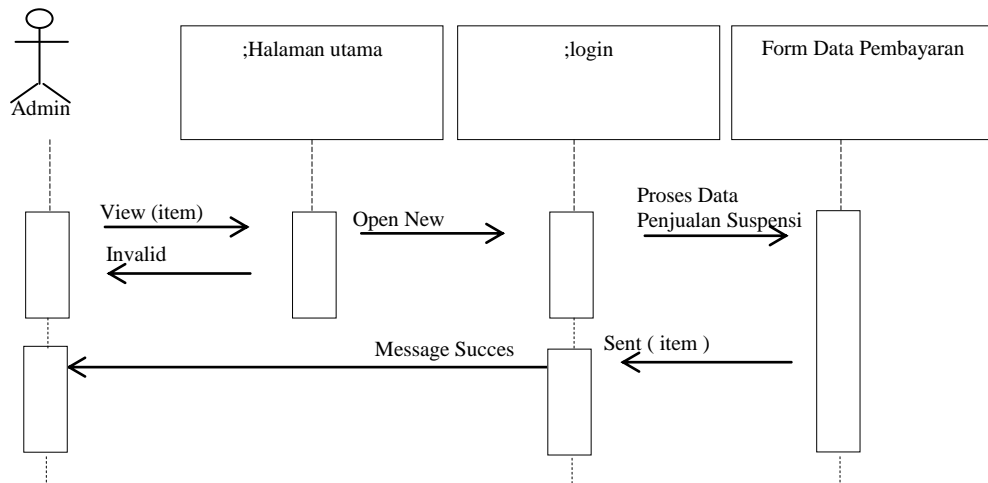 ;Halaman utama
;login
Form Data Pembayaran
Admin
View (item)
Open New
Proses Data
Penjualan Suspensi
Invalid
Message Succes
Sent ( item )